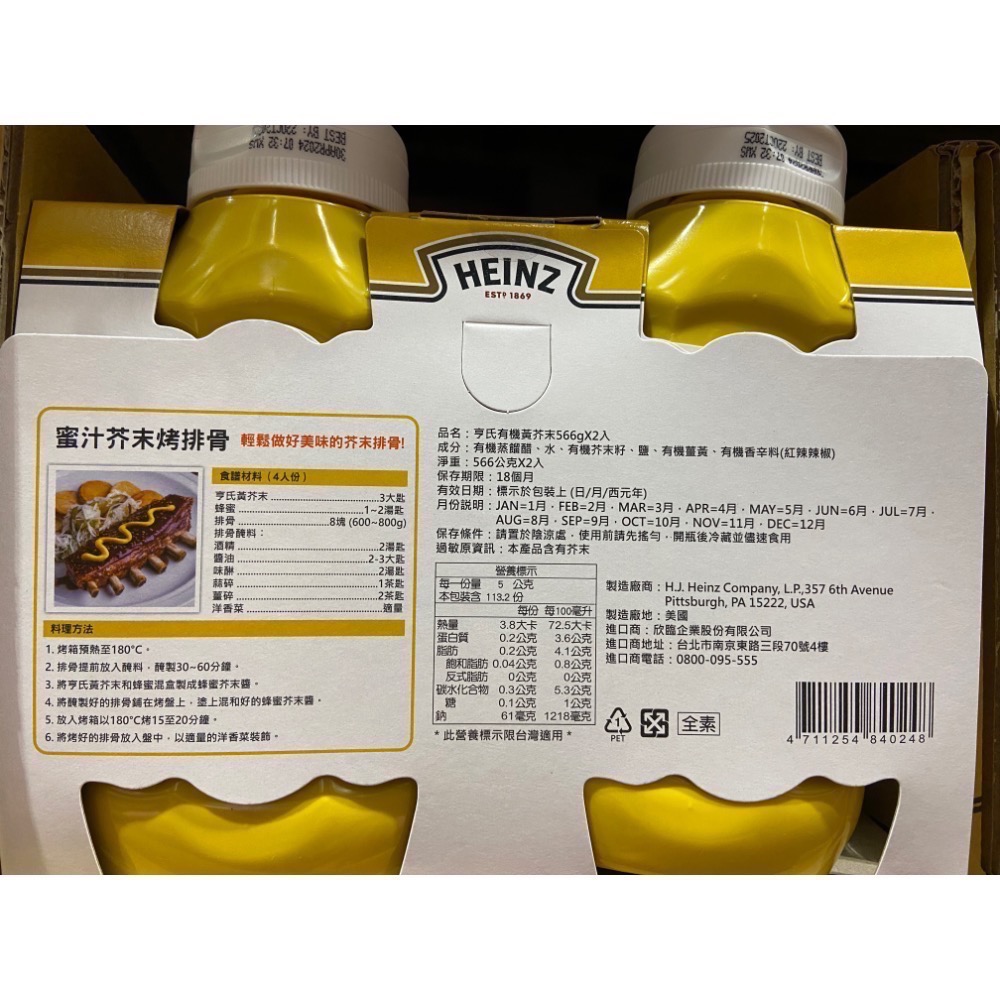 30APR2024 07:32 XWS
BEST BY: 22OCT20
07:32 XWS
BEST BY: 22OCT2025
HEINZ
ESTD 1869
蜜汁芥末烤排骨 輕鬆做好美味的芥末排骨!
食譜材料（4人份）
亨氏黃芥末................3大匙
蜂蜜................1~2湯匙
排骨................8塊 (600~800g)
排骨醃料：
酒精................2湯匙
醬油................2-3大匙
味醂................2湯匙
蒜碎................1茶匙
薑碎................2茶匙
洋香菜................適量
料理方法
1. 烤箱預熱至180°C。
2. 排骨提前放入醃料，醃製30~60分鐘。
3. 將亨氏黃芥末和蜂蜜混盒製成蜂蜜芥末醬。
4. 將醃製好的排骨鋪在烤盤上，塗上混和好的蜂蜜芥末醬。
5. 放入烤箱以180°C烤15至20分鐘。
6. 將烤好的排骨放入盤中，以適量的洋香菜裝飾。
品名：亨氏有機黃芥末566gX2入
成分：有機蒸餾醋、水、有機芥末籽、鹽、有機薑黃、有機香辛料(紅辣辣椒)
淨重：566公克X2入
保存期限：18個月
有效日期：標示於包裝上 (日/月/西元年)
月份說明：JAN=1月．FEB=2月．MAR=3月．APR=4月．MAY=5月．JUN=6月．JUL=7月．
AUG=8月．SEP=9月．OCT=10月．NOV=11月．DEC=12月
保存條件：請置於陰涼處，使用前請先搖勻，開瓶後冷藏並儘速食用
過敏原資訊：本產品含有芥末
營養標示
每一份量 5 公克
本包裝含 113.2 份
每份 每100毫升
熱量 3.8大卡 72.5大卡
蛋白質 0.2公克 3.6公克
脂肪 0.2公克 4.1公克
飽和脂肪 0.04公克 0.8公克
反式脂肪 0公克 0公克
碳水化合物 0.3公克 5.3公克
糖 0.1公克 1公克
鈉 61毫克 1218毫克
* 此營養標示限台灣適用 *
製造廠商：H.J. Heinz Company, L.P.,357 6th Avenue
Pittsburgh, PA 15222, USA
製造廠地：美國
進口商：欣臨企業股份有限公司
進口商地址：台北市南京東路三段70號4樓
進口商電話：0800-095-555
1
PET
全素
4 711254 840248